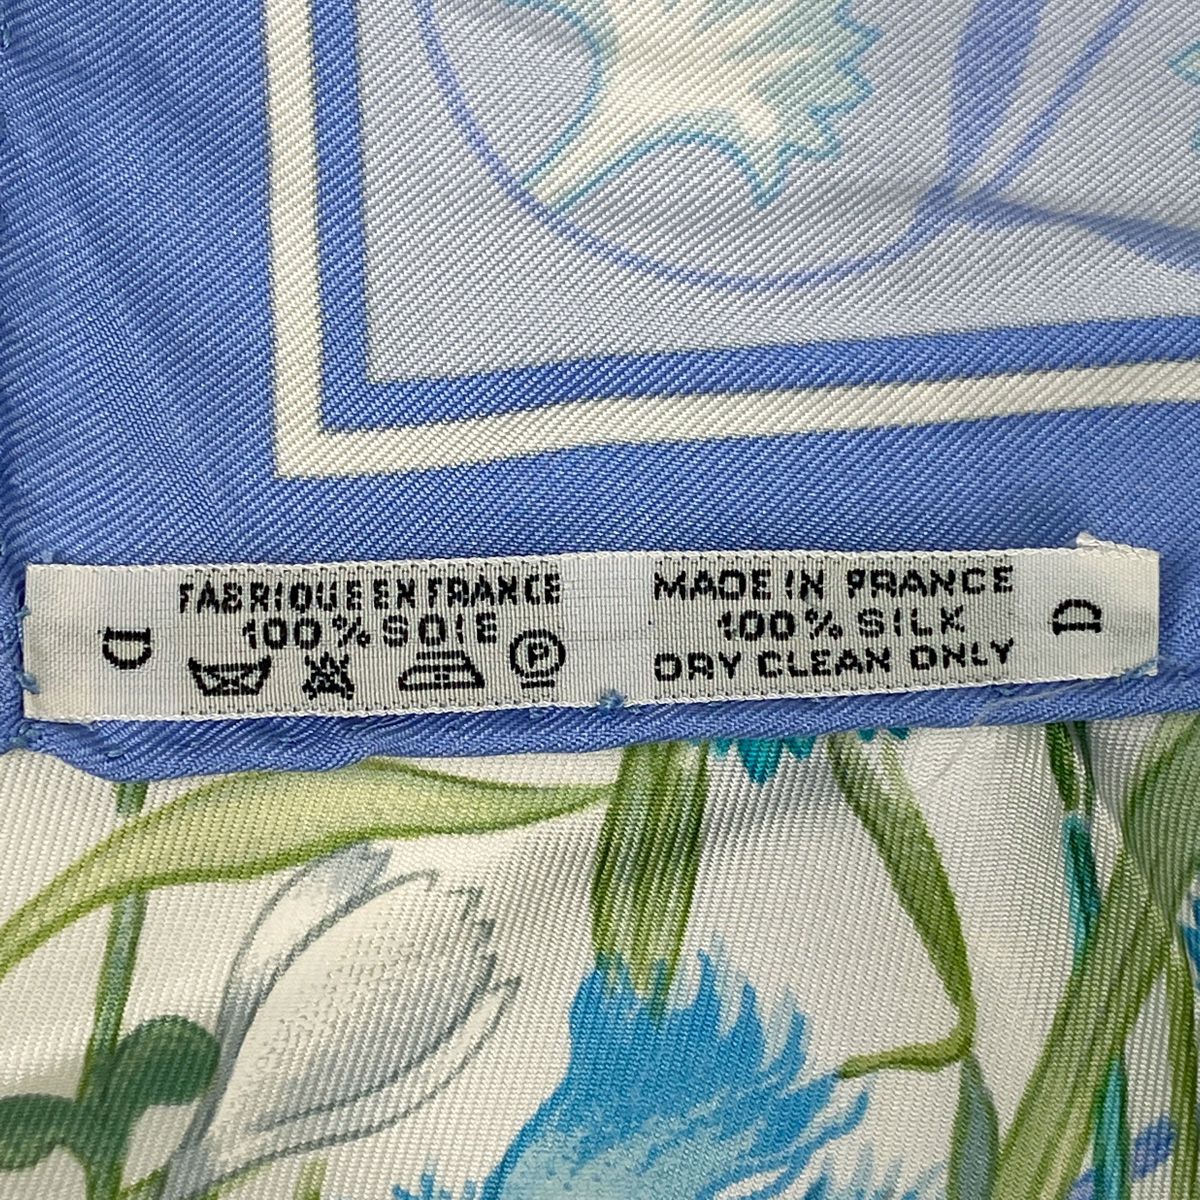 FABRIQUE EN FRANCE
100% SOIE
P
D
MADE IN FRANCE
100% SILK
DRY CLEAN ONLY
D